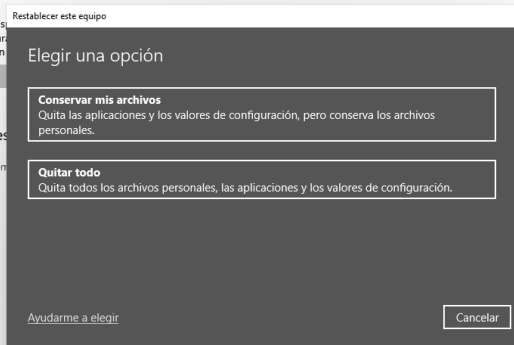 Restablecer este equipo
Elegir una opción
Conservar mis archivos
Quita las aplicaciones y los valores de configuración, pero conserva los archivos
personales.
Quitar todo
Quita todos los archivos personales, las aplicaciones y los valores de configuración.
Ayudarme a elegir
Cancelar